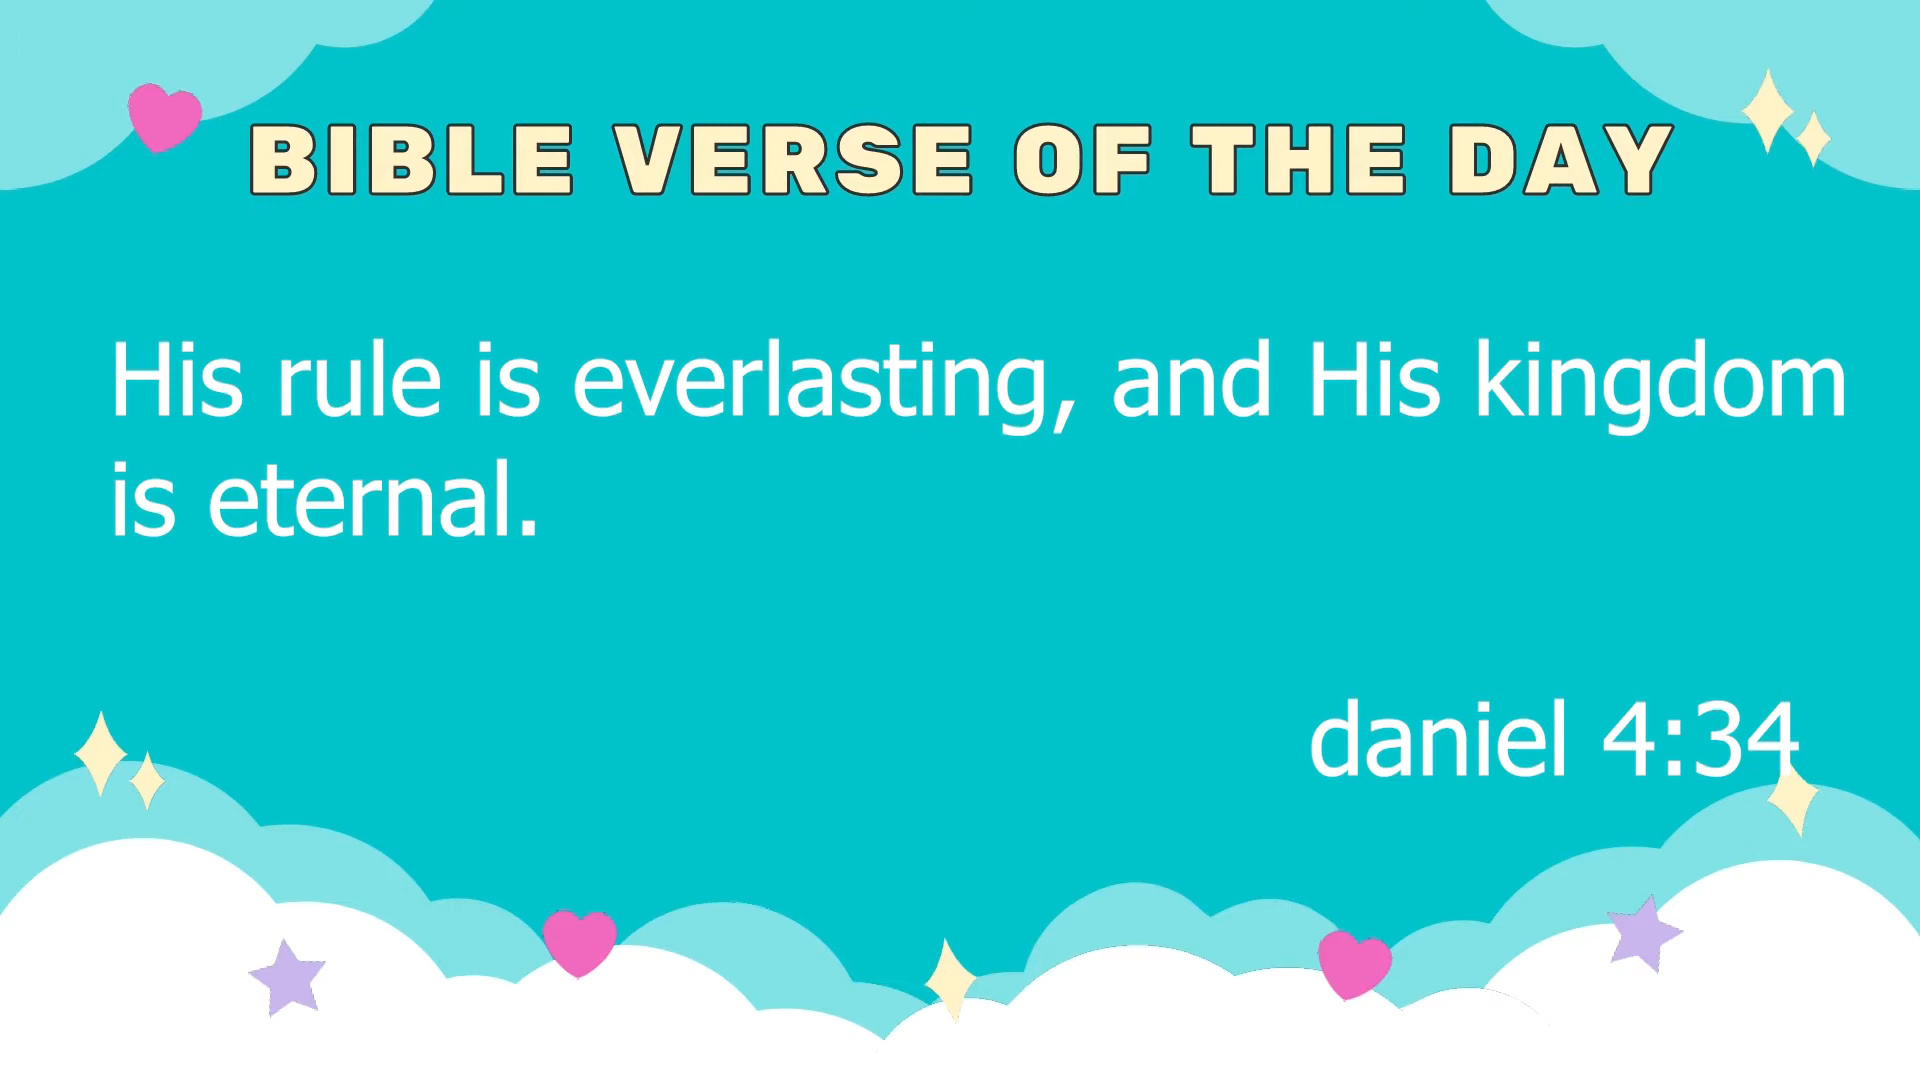 BIBLE VERSE OF THE DAY
His rule is everlasting, and His kingdom
is eternal.
daniel 4:34